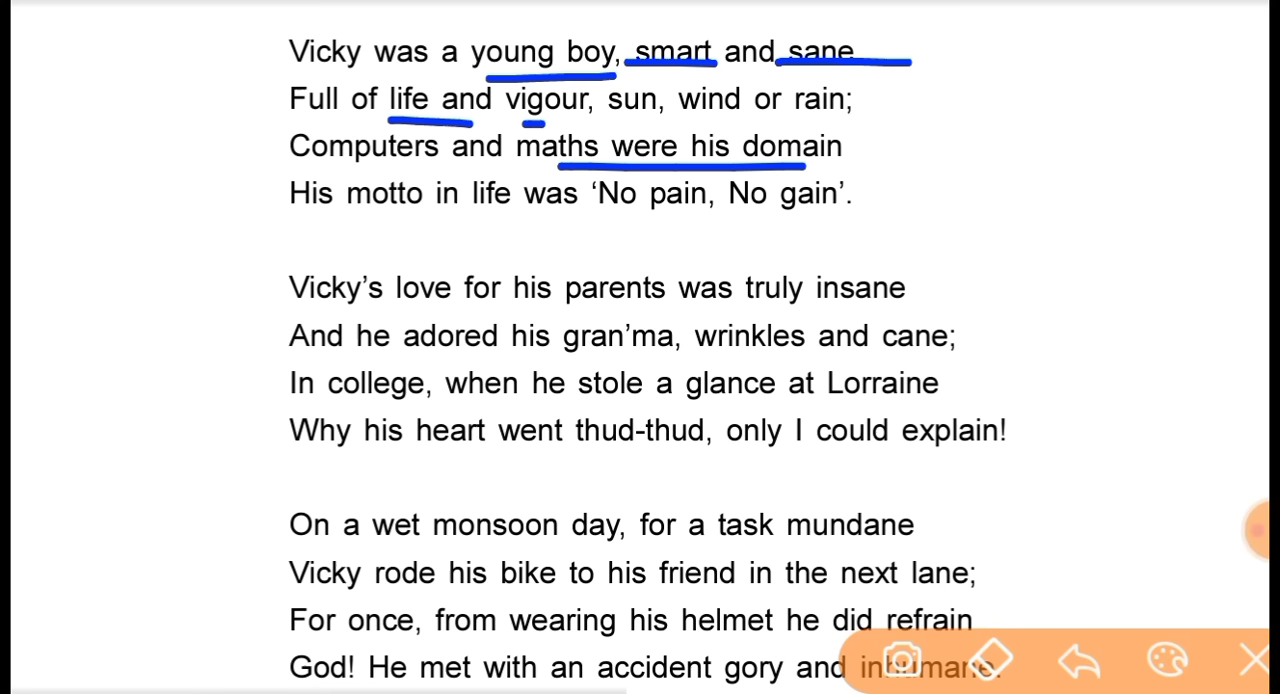 Vicky was a young boy, smart and sane
Full of life and vigour, sun, wind or rain;
Computers and maths were his domain
His motto in life was ‘No pain, No gain’.
Vicky’s love for his parents was truly insane
And he adored his gran’ma, wrinkles and cane;
In college, when he stole a glance at Lorraine
Why his heart went thud-thud, only I could explain!
On a wet monsoon day, for a task mundane
Vicky rode his bike to his friend in the next lane;
For once, from wearing his helmet he did refrain
God! He met with an accident gory and inhumane.